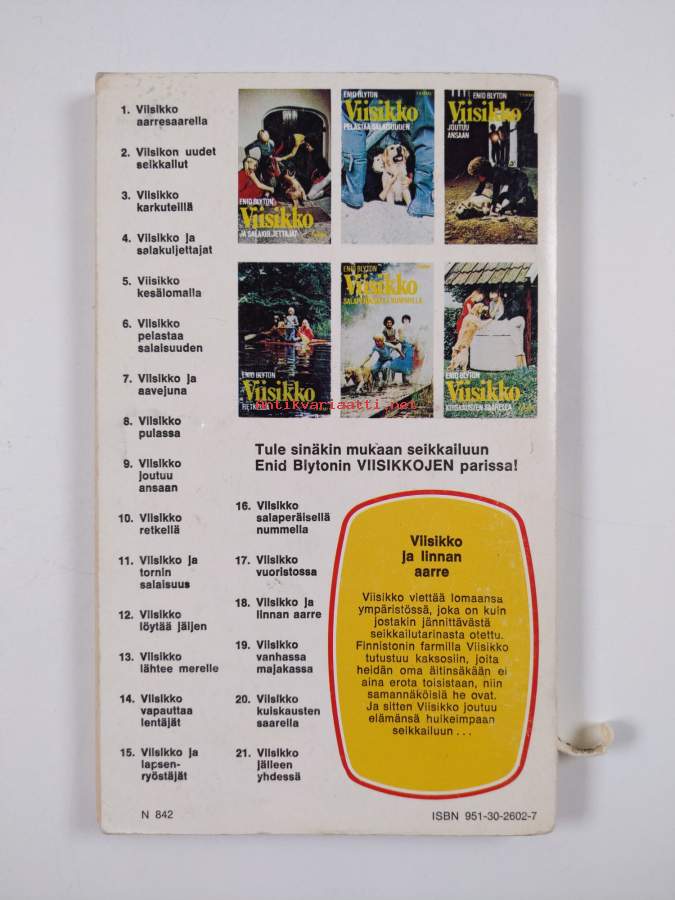 1. Viisikko
aarresaarella
2. Viisikon uudet
seikkailut
3. Viisikko
karkuteillä
4. Viisikko ja
salakuljettajat
5. Viisikko
kesälomalla
6. Viisikko
pelastaa
salaisuuden
7. Viisikko ja
aavejuna
8. Viisikko
pulassa
9. Viisikko
joutuu
ansaan
10. Viisikko
retkellä
11. Viisikko ja
tornin
salaisuus
12. Viisikko
löytää jäljen
13. Viisikko
lähtee merelle
14. Viisikko
vapauttaa
lentäjät
15. Viisikko ja
lapsen-
ryöstäjät
ENID BLYTON
Viisikko
JA SALAKULJETTAJAT
ENID BLYTON
Viisikko
PELASTAA SALAISUUDEN
ENID BLYTON
Viisikko
JOUTUU
ANSAAN
ENID BLYTON
Viisikko
ENID BLYTON
Viisikko
SALAPERÄISELLÄ NUMMELLA
ENID BLYTON
Viisikko
KUISKAUSTEN SAARELLA
antikvariaatti.net
Tule sinäkin mukaan seikkailuun
Enid Blytonin VIISIKKOJEN parissa!
16. Viisikko
salaperäisellä
nummella
17. Viisikko
vuoristossa
18. Viisikko ja
linnan aarre
19. Viisikko
vanhassa
majakassa
20. Viisikko
kuiskausten
saarella
21. Viisikko
jälleen
yhdessä
Viisikko
ja linnan
aarre
Viisikko viettää lomaansa
ympäristössä, joka on kuin
jostakin jännittävästä
seikkailutarinasta otettu.
Finnistonin farmilla Viisikko
tutustuu kaksosiin, joita
heidän oma äitinsäkään ei
aina erota toisistaan, niin
samannäköisiä he ovat.
Ja sitten Viisikko joutuu
elämänsä huikeimpaan
seikkailuun...
N 842
ISBN 951-30-2602-7